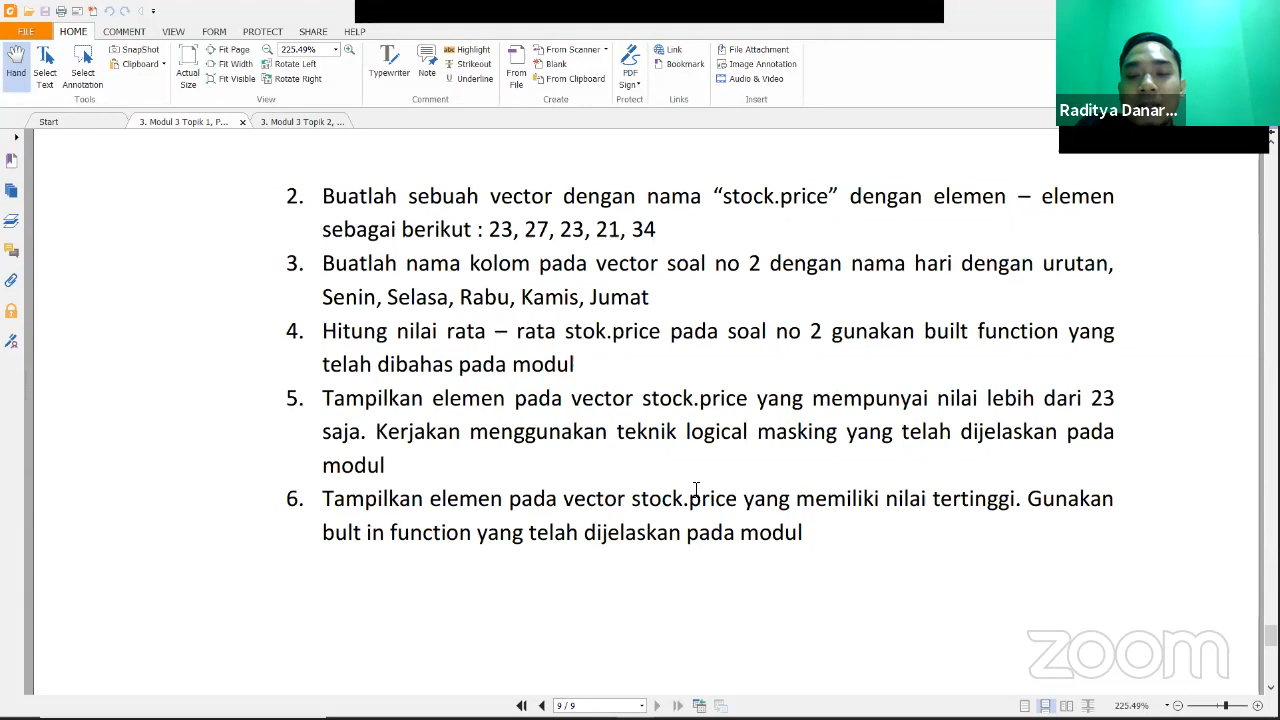 FILE HOME COMMENT VIEW FORM PROTECT SHARE HELP
SnapShot
Clipboard
Hand
Select Text
Select Annotation
Tools
Actual Size
Fit Page
Fit Width
Fit Visible
225.49%
Rotate Left
Rotate Right
View
Typewriter
Note
Highlight
Strikeout
Underline
Comment
From File
From Scanner
Blank
From Clipboard
Create
PDF Sign
Protect
Link
Bookmark
Links
File Attachment
Image Annotation
Audio & Video
Insert
Raditya Danar...
Start
3. Modul 3 Topik 1, P...
3. Modul 3 Topik 2, ...
2. Buatlah sebuah vector dengan nama “stock.price” dengan elemen – elemen
sebagai berikut : 23, 27, 23, 21, 34
3. Buatlah nama kolom pada vector soal no 2 dengan nama hari dengan urutan,
Senin, Selasa, Rabu, Kamis, Jumat
4. Hitung nilai rata – rata stok.price pada soal no 2 gunakan built function yang
telah dibahas pada modul
5. Tampilkan elemen pada vector stock.price yang mempunyai nilai lebih dari 23
saja. Kerjakan menggunakan teknik logical masking yang telah dijelaskan pada
modul
6. Tampilkan elemen pada vector stock.price yang memiliki nilai tertinggi. Gunakan
bult in function yang telah dijelaskan pada modul
zoom
9 / 9
225.49%